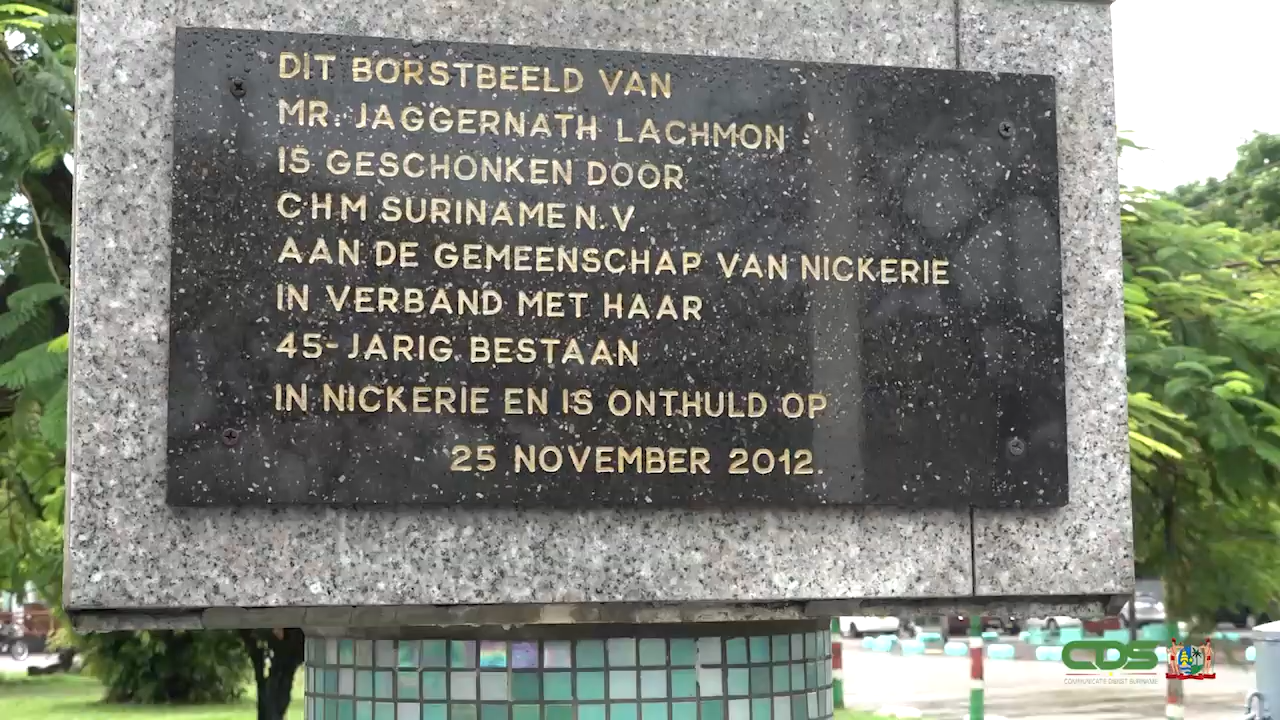 DIT BORSTBEELD VAN
MR. JAGGERNATH LACHMON
IS GESCHONKEN DOOR
CHM SURINAME N.V.
AAN DE GEMEENSCHAP VAN NICKERIE
IN VERBAND MET HAAR
45-JARIG BESTAAN
IN NICKERIE EN IS ONTHULD OP
25 NOVEMBER 2012.
CDS
COMMUNICATIE DIENST SURINAME